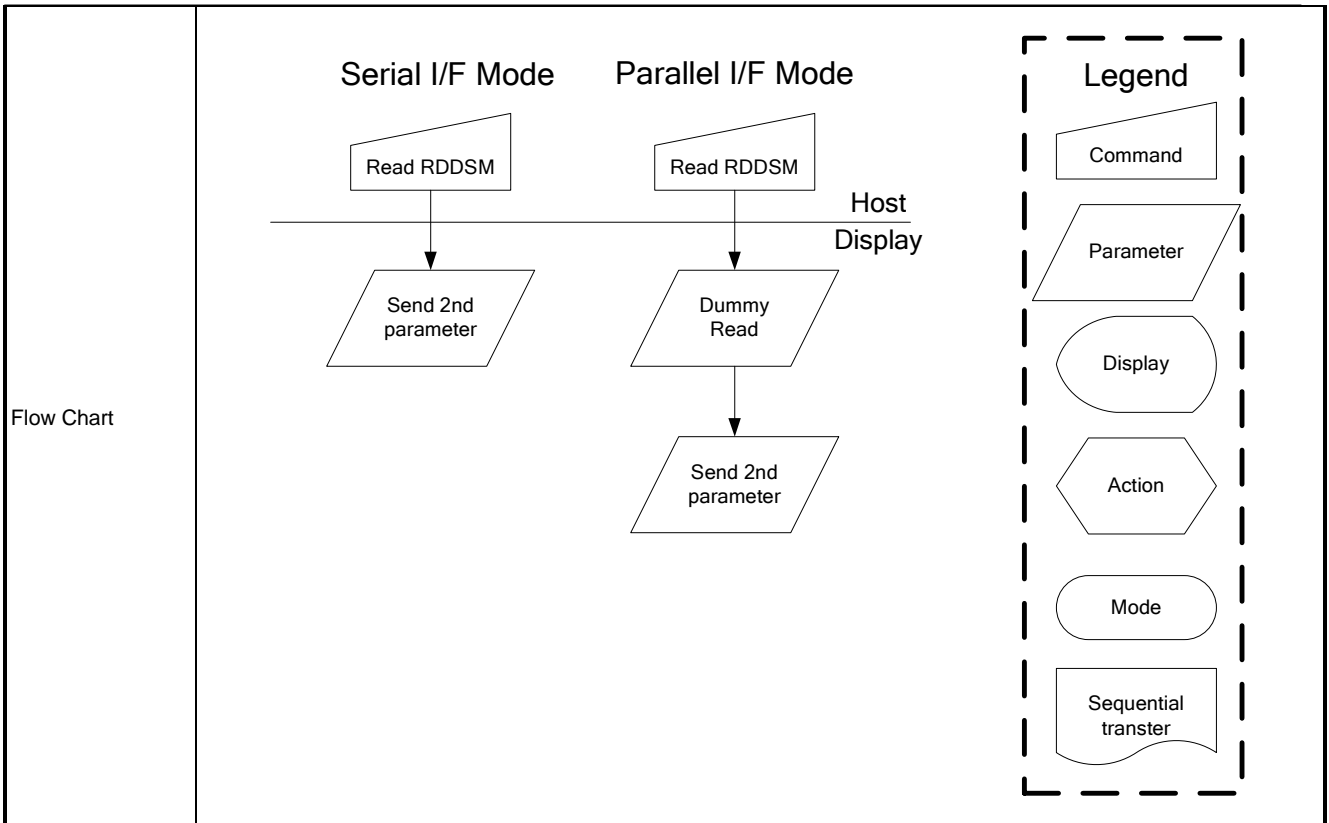 Flow Chart
Serial I/F Mode
Read RDDSM
Send 2nd
parameter
Parallel I/F Mode
Read RDDSM
Host
Display
Dummy
Read
Send 2nd
parameter
Legend
Command
Parameter
Display
Action
Mode
Sequential
transter